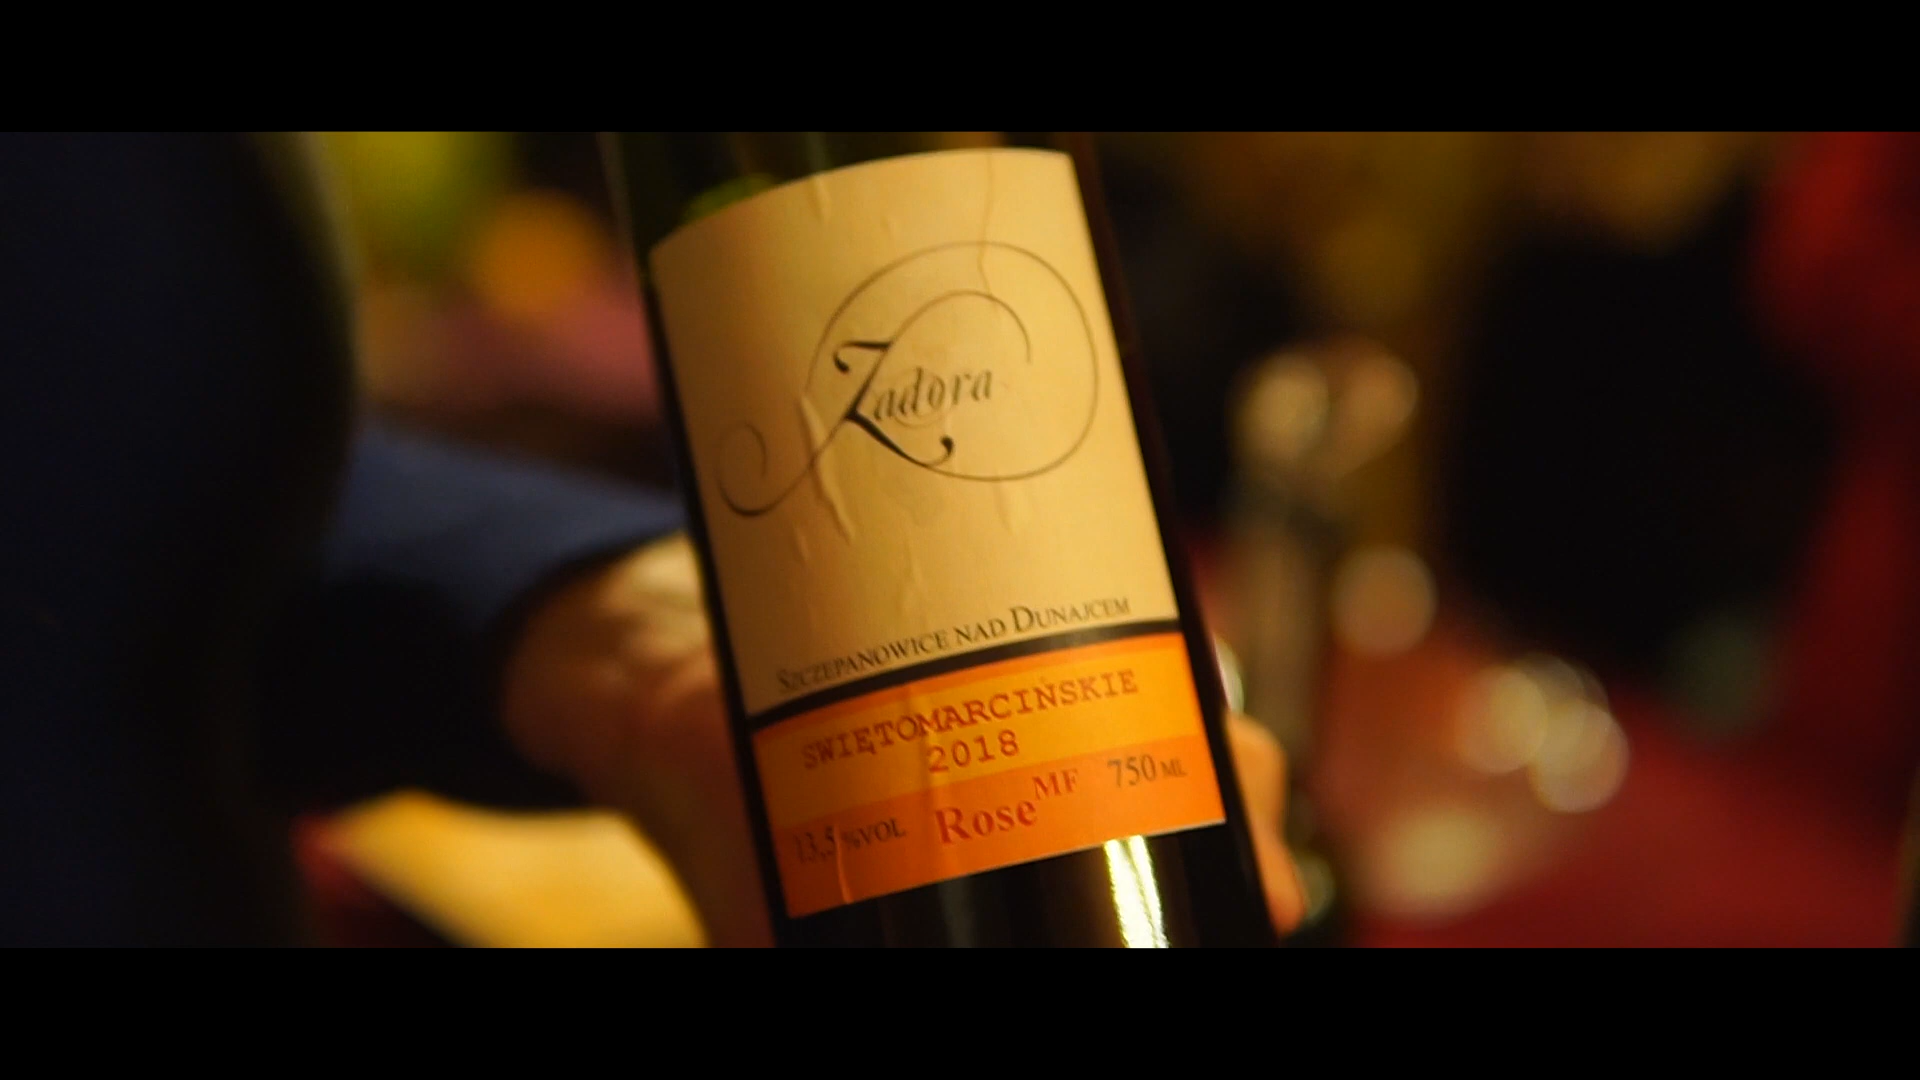 Zadora
SZCZEPANOWICE NAD DUNAJCEM
ŚWIĘTOMARCIŃSKIE
2018
13,5 %VOL Rose MF 750 ML